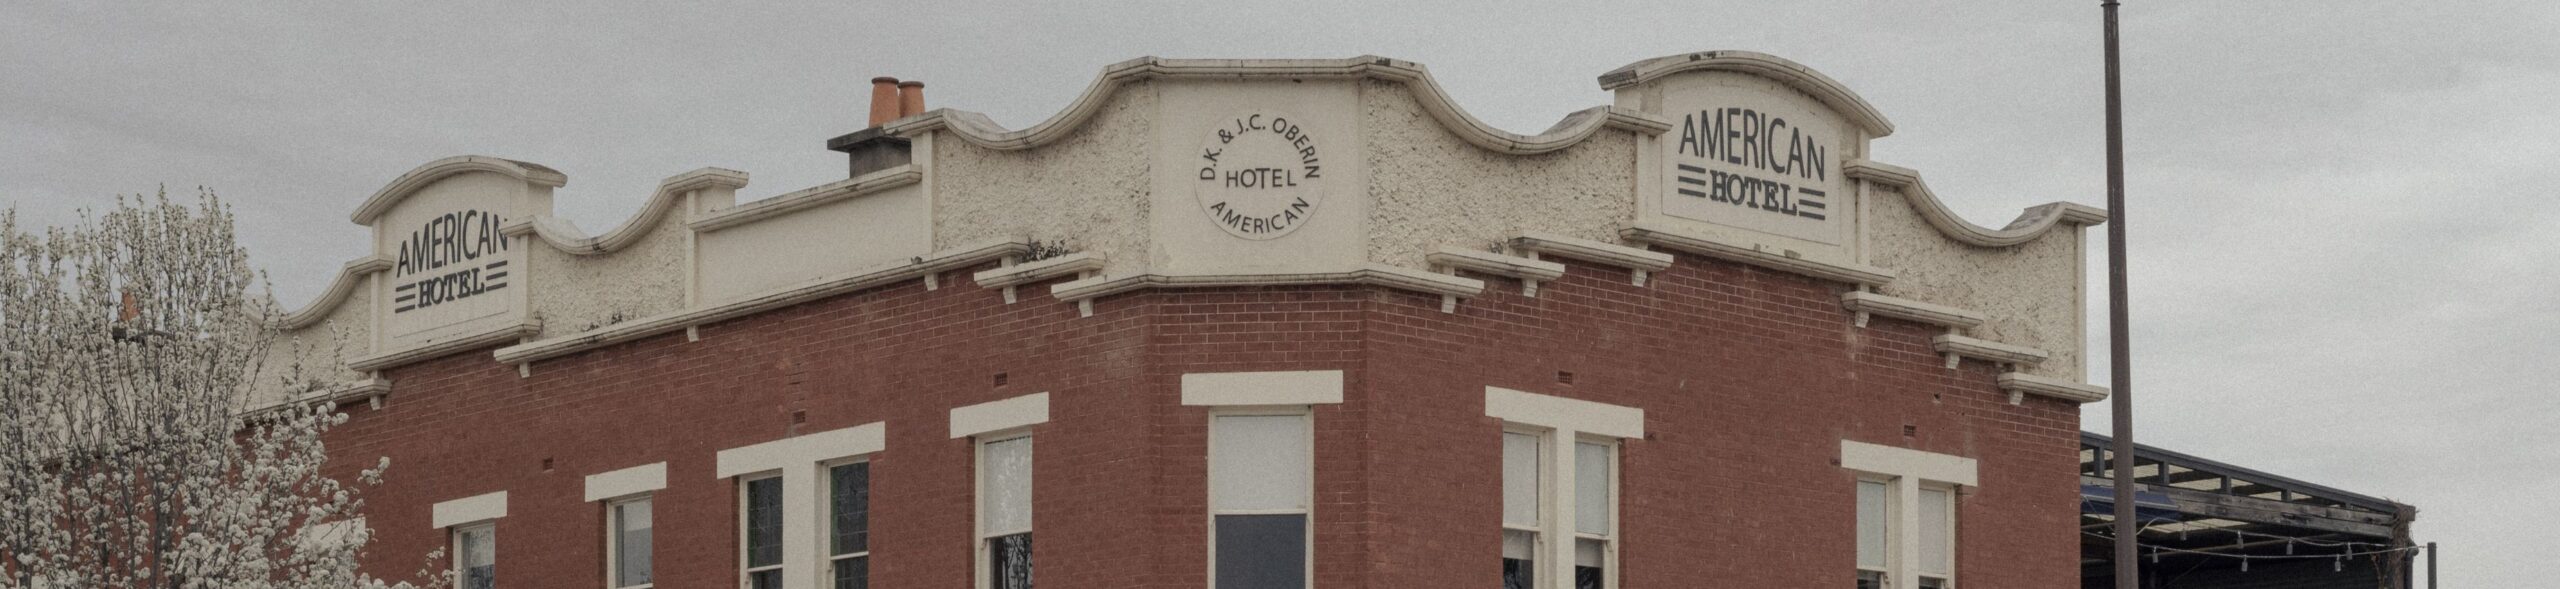 AMERICAN
HOTEL
D.K. & J.C. OBERIN
HOTEL
AMERICAN
AMERICAN
HOTEL